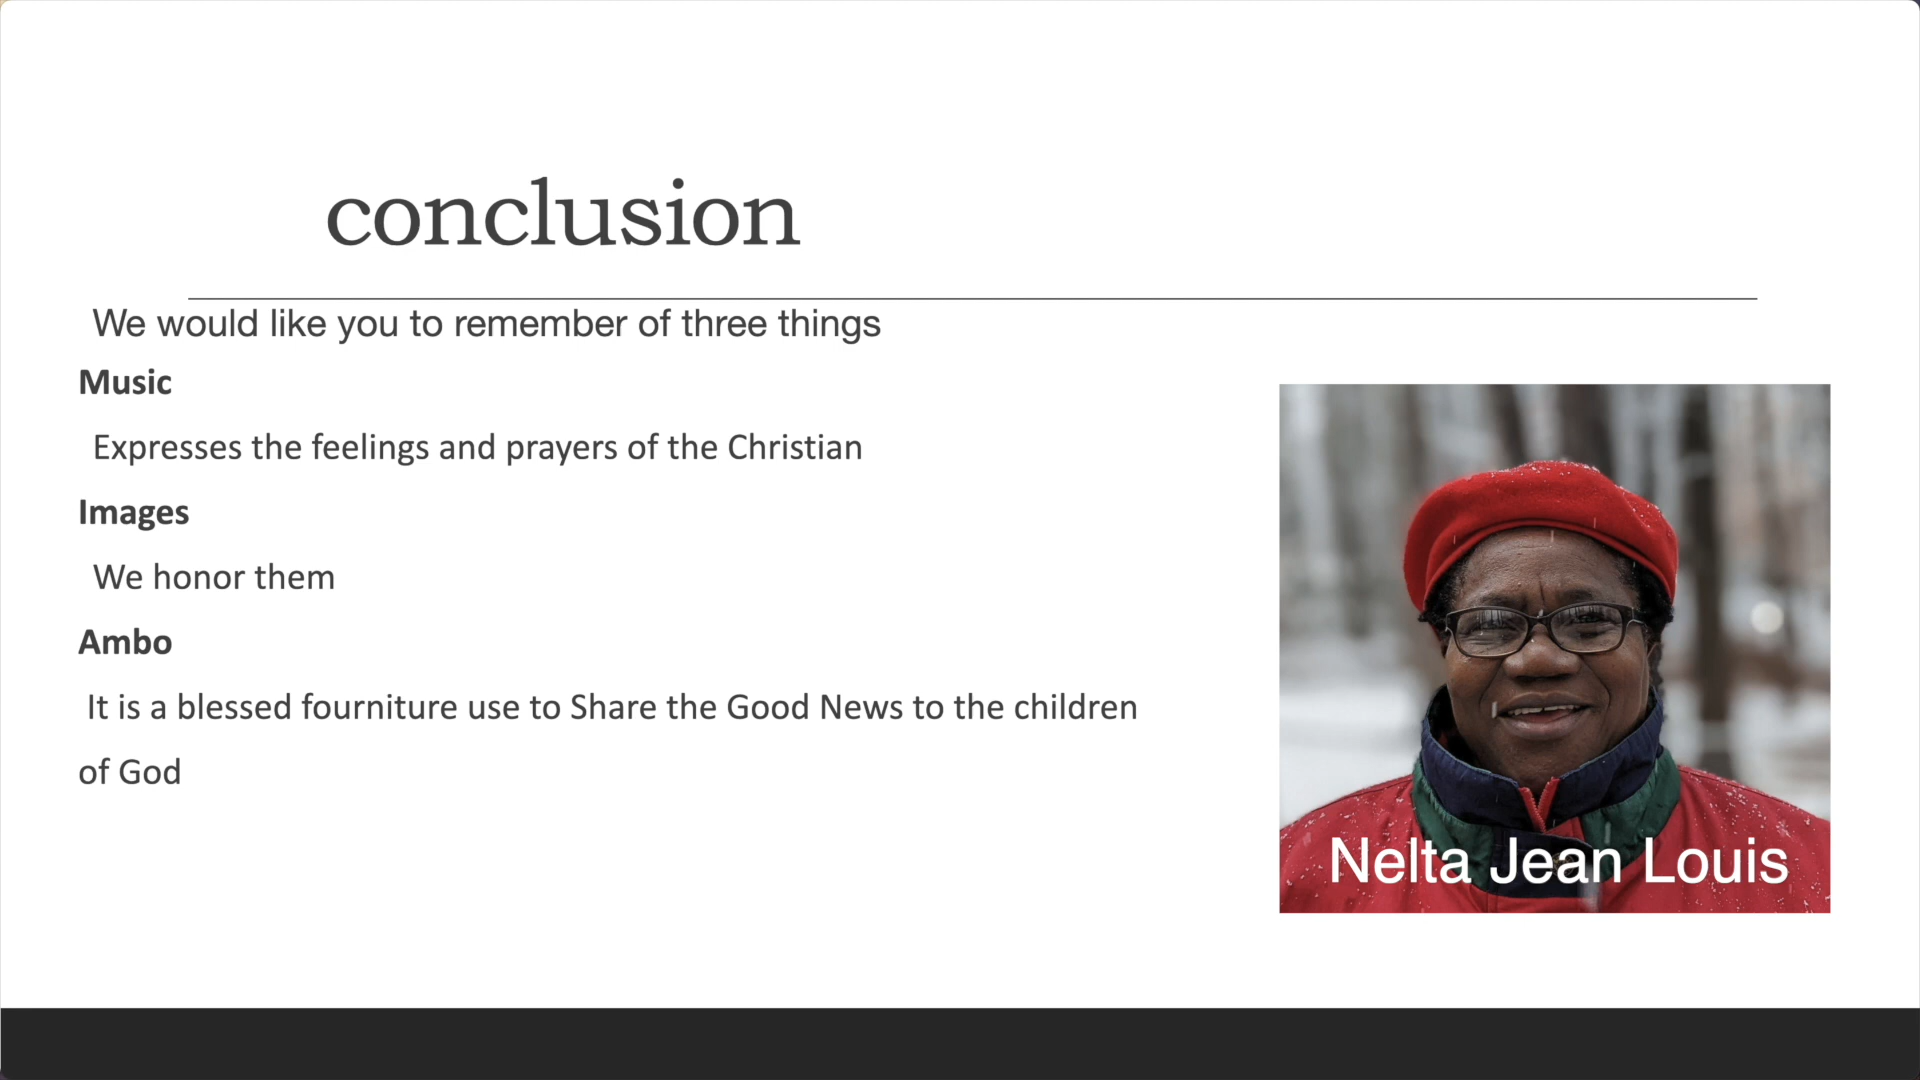 conclusion
We would like you to remember of three things
Music
Expresses the feelings and prayers of the Christian
Images
We honor them
Ambo
It is a blessed fourniture use to Share the Good News to the children
of God
Nelta Jean Louis